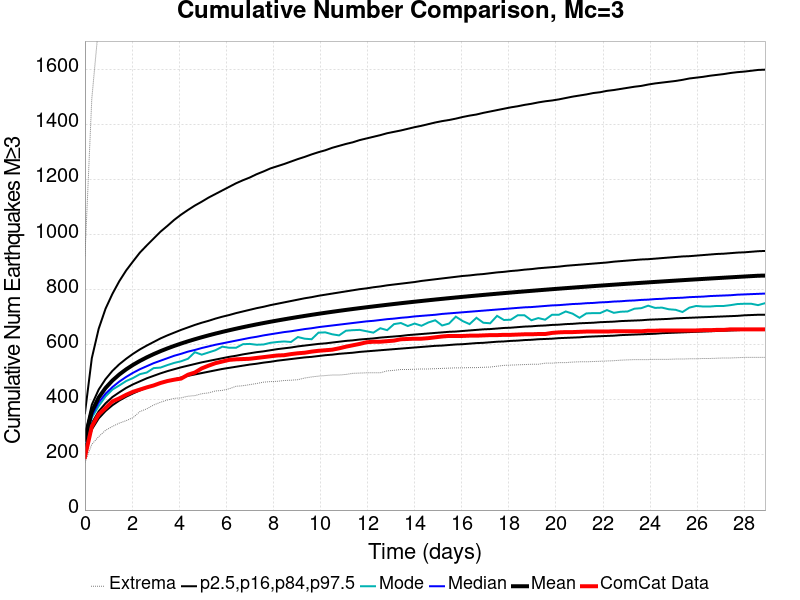 Cumulative Number Comparison, Mc=3
Cumulative Num Earthquakes M≥3
1600
1400
1200
1000
800
600
400
200
0
0 2 4 6 8 10 12 14 16 18 20 22 24 26 28
Time (days)
Extrema p2.5,p16,p84,p97.5 Mode Median Mean ComCat Data